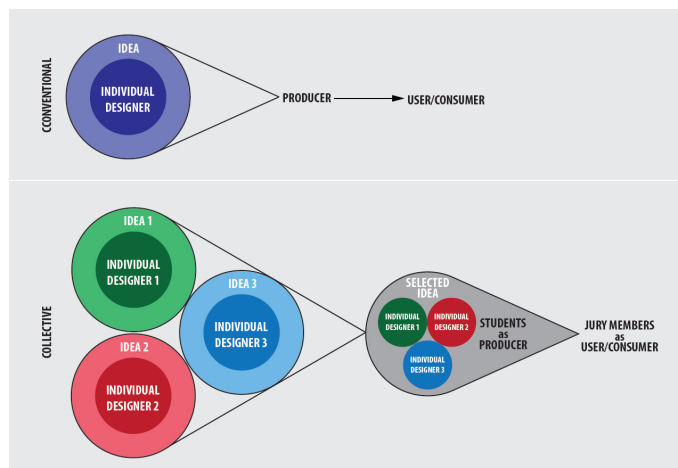 CCONVENTIONAL
IDEA
INDIVIDUAL
DESIGNER
PRODUCER
USER/CONSUMER
COLLECTIVE
IDEA 1
INDIVIDUAL
DESIGNER 1
IDEA 2
INDIVIDUAL
DESIGNER 2
IDEA 3
INDIVIDUAL
DESIGNER 3
SELECTED
IDEA
INDIVIDUAL
DESIGNER 1
INDIVIDUAL
DESIGNER 2
INDIVIDUAL
DESIGNER 3
STUDENTS
as
PRODUCER
JURY MEMBERS
as
USER/CONSUMER